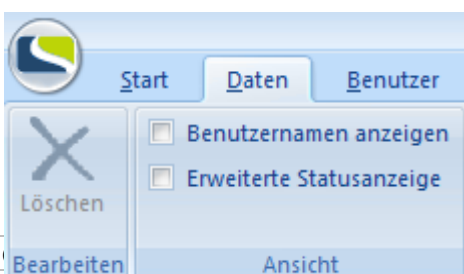 Start Daten Benutzer
Benutzernamen anzeigen
Erweiterte Statusanzeige
Löschen
Bearbeiten Ansicht